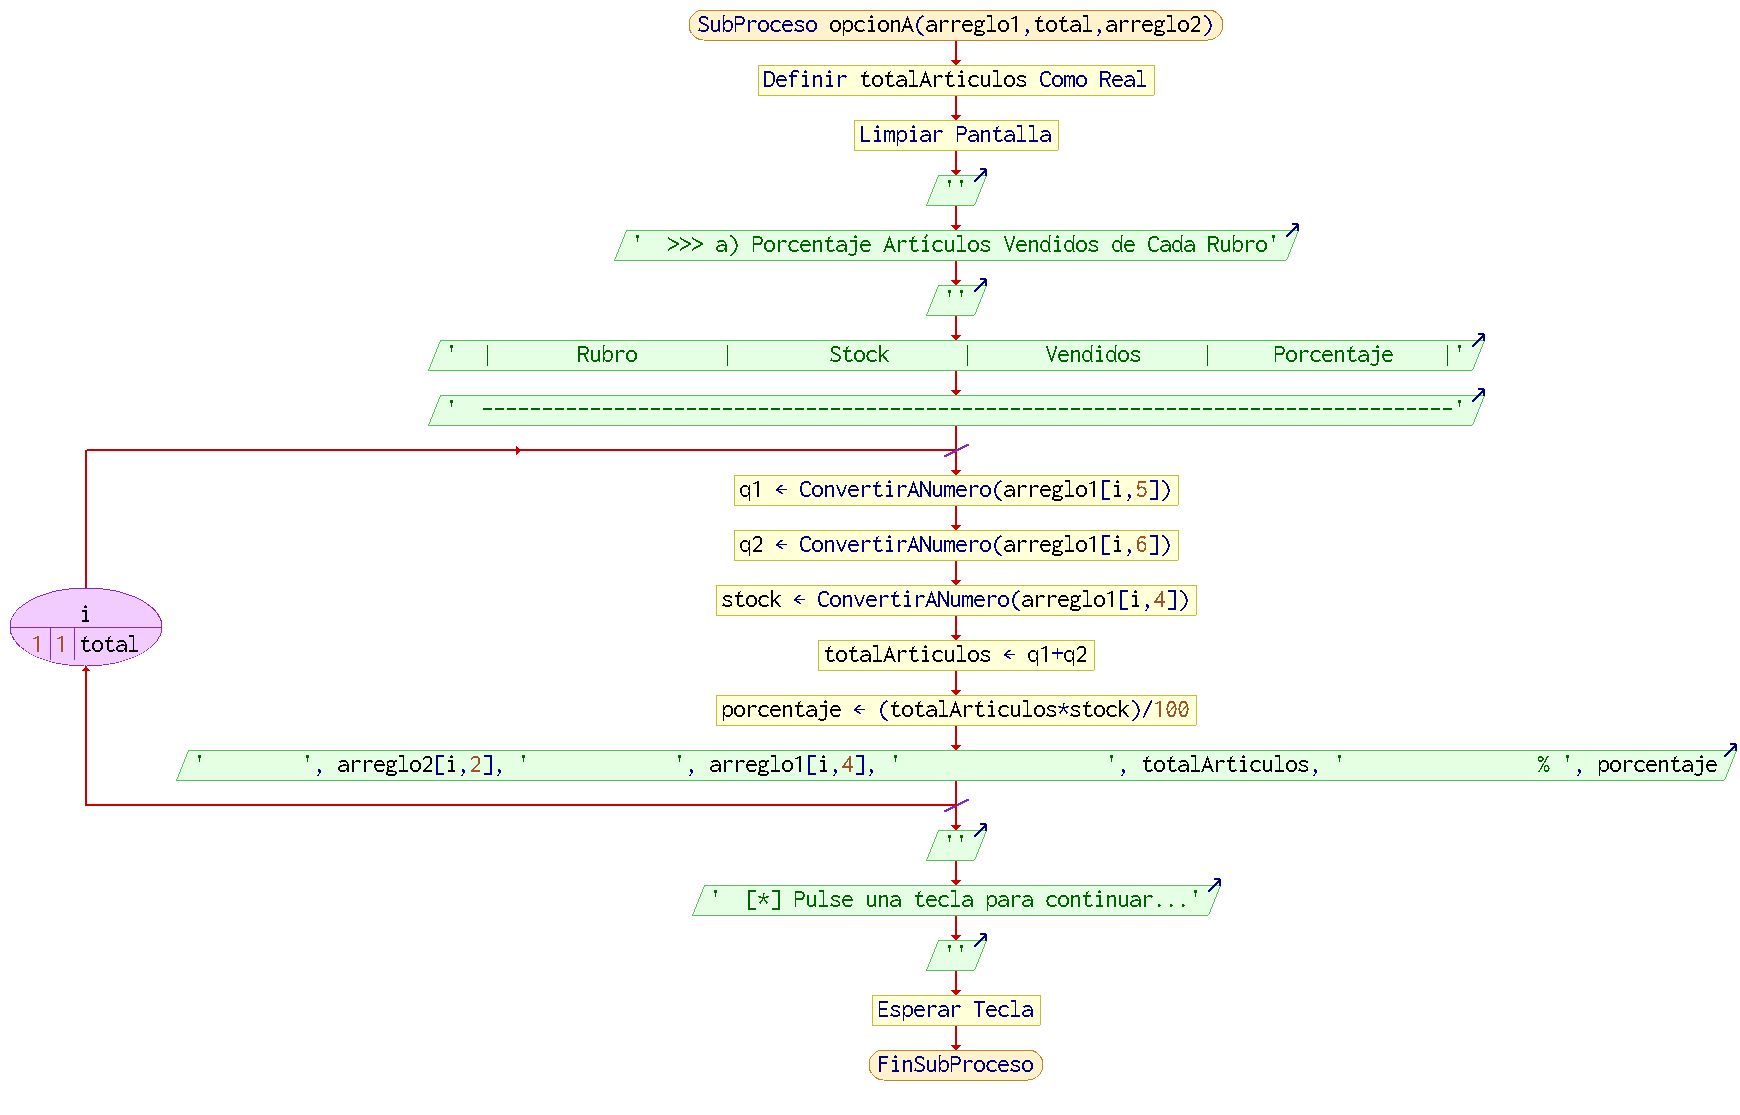 SubProceso opcionA(arreglo1,total,arreglo2)
Definir totalArticulos Como Real
Limpiar Pantalla
''
'  >>> a) Porcentaje Artículos Vendidos de Cada Rubro'
''
'  |       Rubro       |        Stock      |      Vendidos     |     Porcentaje    |'
'  ---------------------------------------------------------------------------------'
q1 ← ConvertirANumero(arreglo1[i,5])
q2 ← ConvertirANumero(arreglo1[i,6])
stock ← ConvertirANumero(arreglo1[i,4])
i
1 1 total
totalArticulos ← q1+q2
porcentaje ← (totalArticulos*stock)/100
'        ', arreglo2[i,2], '            ', arreglo1[i,4], '                 ', totalArticulos, '                % ', porcentaje
''
'  [*] Pulse una tecla para continuar...'
''
Esperar Tecla
FinSubProceso